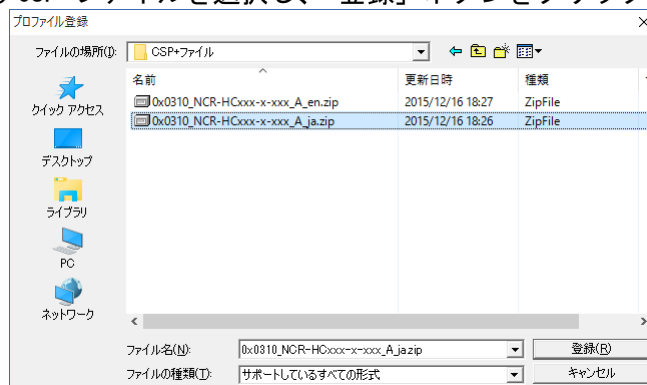 プロファイル登録
ファイルの場所(I):
CSP+ファイル
名前
更新日時
種類
0x0310_NCR-HCxxx-x-xxx_A_en.zip
2015/12/16 18:27
ZipFile
0x0310_NCR-HCxxx-x-xxx_A_ja.zip
2015/12/16 18:26
ZipFile
クイック アクセス
デスクトップ
ライブラリ
PC
ネットワーク
ファイル名(N):
0x0310_NCR-HCxxx-x-xxx_A_ja.zip
登録(R)
ファイルの種類(T):
サポートしているすべての形式
キャンセル